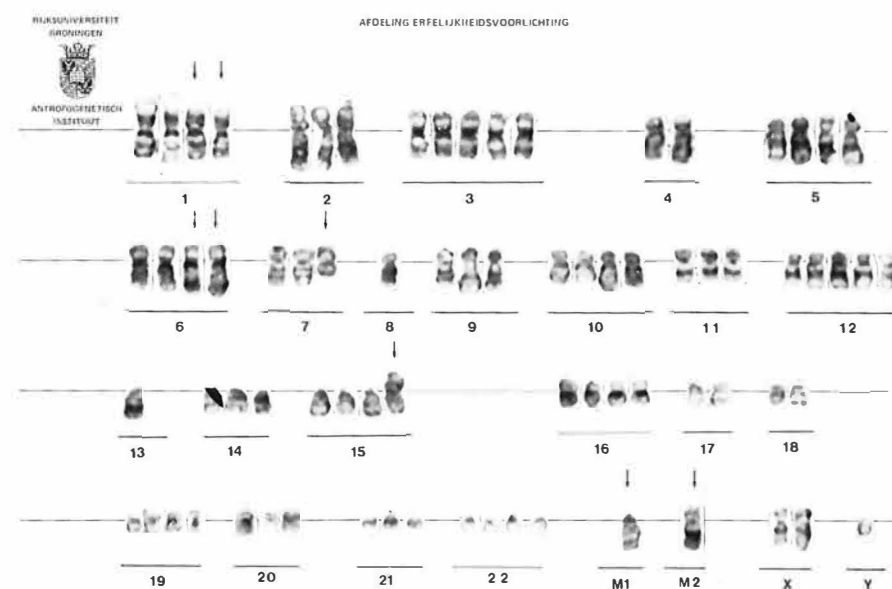 RIJKSUNIVERSITEIT
GRONINGEN
AFDELING ERFELIJKHEIDSVOORLICHTING
ANTROPOGENETISCH
INSTITUUT
1 2 3 4 5
6 7 8 9 10 11 12
13 14 15 16 17 18
19 20 21 22 M1 M2 X Y